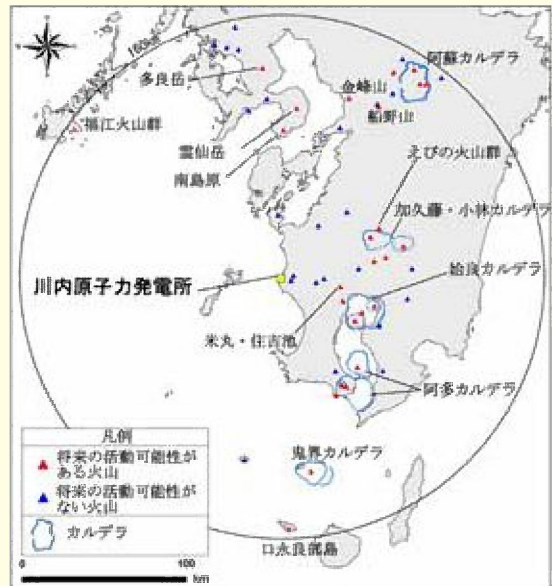 160km
阿蘇カルデラ
多良岳
金峰山
船野山
福江火山群
雲仙岳
南島原
えびの火山群
加久藤・小林カルデラ
姶良カルデラ
川内原子力発電所
米丸・住吉池
阿多カルデラ
鬼界カルデラ
口永良部島
凡例
将来の活動可能性が
ある火山
将来の活動可能性が
ない火山
カルデラ
0 100
km